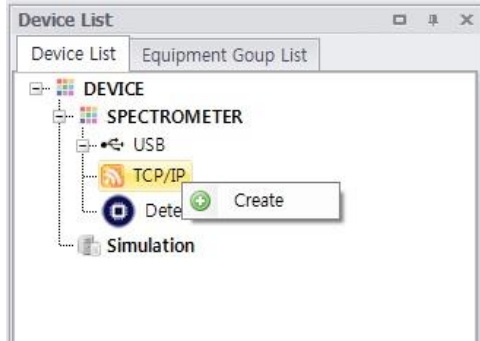 Device List
Device List
Equipment Goup List
DEVICE
SPECTROMETER
USB
TCP/IP
Create
Simulation